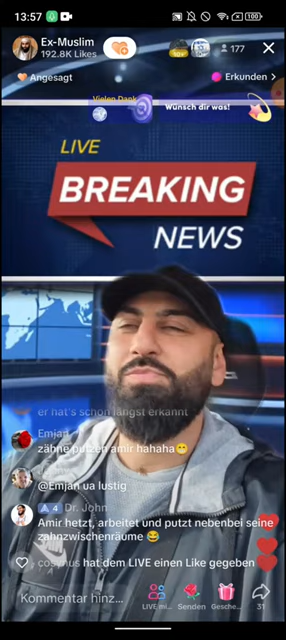 13:57
100
Ex-Muslim
192.8K Likes
177
Angesagt
Erkunden >
Vielen Dank
Wünsch dir was!
LIVE
BREAKING
NEWS
er hat's schon längst erkannt
Emjan
zähne putzen amir hahaha😁
@Emjan ua lustig
4 Dr. John
Amir hetzt, arbeitet und putzt nebenbei seine
zahnzwischenräume 😂
hat dem LIVE einen Like gegeben
Kommentar hinz...
LIVE-mi...
Senden
Gesche...
31